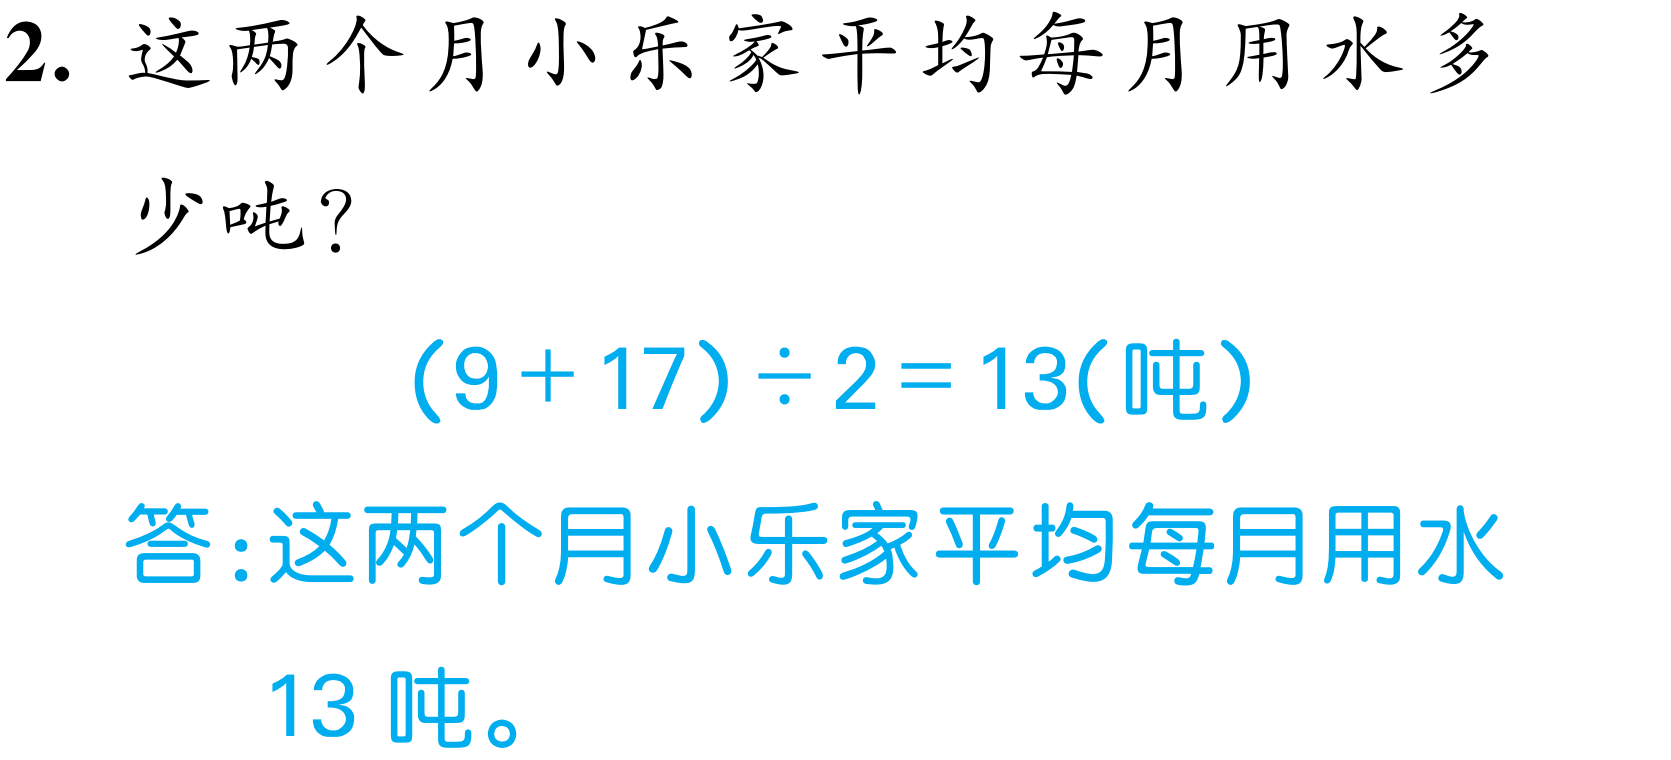 2. 这两个月小乐家平均每月用水多
少吨?
(9+17)÷2=13(吨)
答:这两个月小乐家平均每月用水
13 吨。